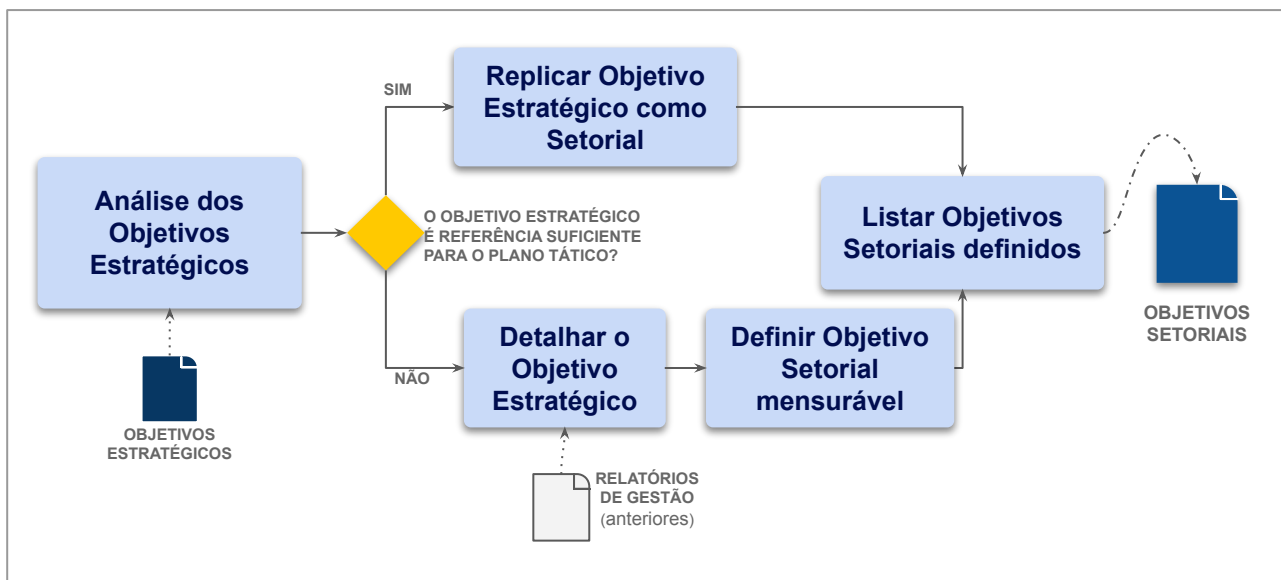 Análise dos
Objetivos
Estratégicos
OBJETIVOS
ESTRATÉGICOS
O OBJETIVO ESTRATÉGICO
É REFERÊNCIA SUFICIENTE
PARA O PLANO TÁTICO?
SIM
Replicar Objetivo
Estratégico como
Setorial
NÃO
Detalhar o
Objetivo
Estratégico
RELATÓRIOS
DE GESTÃO
(anteriores)
Definir Objetivo
Setorial
mensurável
Listar Objetivos
Setoriais definidos
OBJETIVOS
SETORIAIS